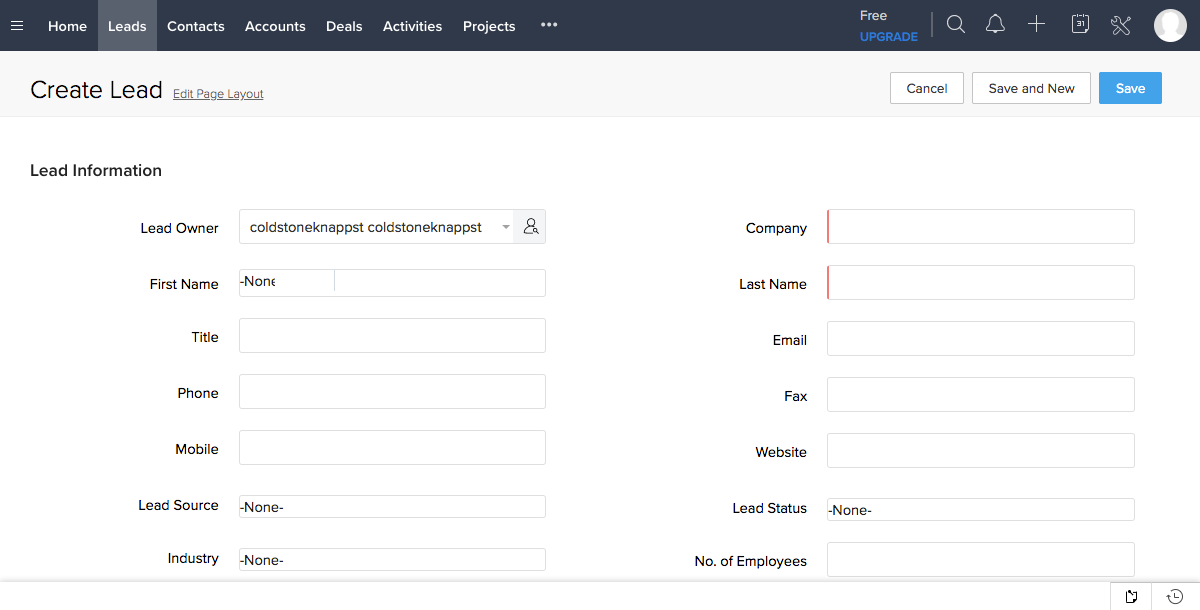 Home Leads Contacts Accounts Deals Activities Projects ••• Free
UPGRADE
31
Create Lead Edit Page Layout Cancel Save and New Save
Lead Information
Lead Owner coldstoneknappst coldstoneknappst Company
First Name -None Last Name
Title Email
Phone Fax
Mobile Website
Lead Source -None- Lead Status -None-
Industry -None- No. of Employees